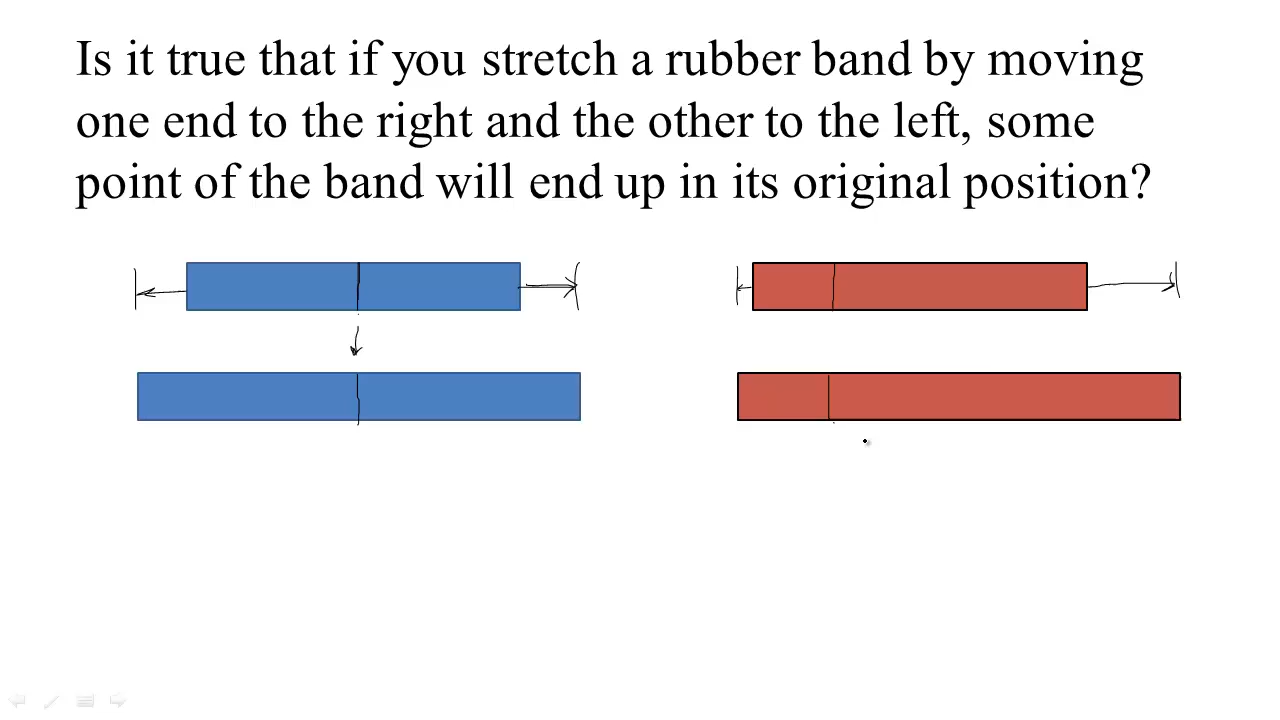 Is it true that if you stretch a rubber band by moving
one end to the right and the other to the left, some
point of the band will end up in its original position?